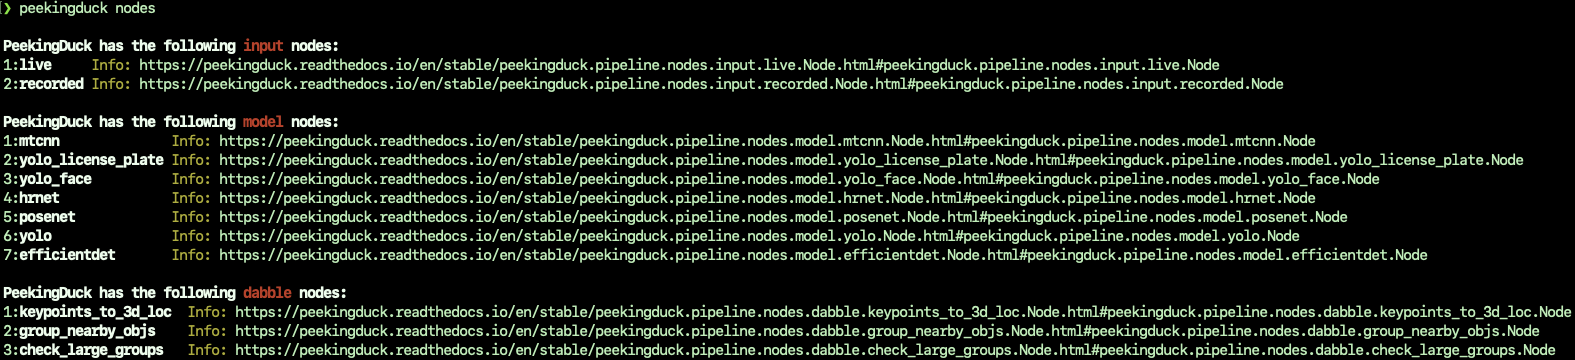 ❯ peekingduck nodes
PeekingDuck has the following input nodes:
1:live Info: https://peekingduck.readthedocs.io/en/stable/peekingduck.pipeline.nodes.input.live.Node.html#peekingduck.pipeline.nodes.input.live.Node
2:recorded Info: https://peekingduck.readthedocs.io/en/stable/peekingduck.pipeline.nodes.input.recorded.Node.html#peekingduck.pipeline.nodes.input.recorded.Node
PeekingDuck has the following model nodes:
1:mtcnn Info: https://peekingduck.readthedocs.io/en/stable/peekingduck.pipeline.nodes.model.mtcnn.Node.html#peekingduck.pipeline.nodes.model.mtcnn.Node
2:yolo_license_plate Info: https://peekingduck.readthedocs.io/en/stable/peekingduck.pipeline.nodes.model.yolo_license_plate.Node.html#peekingduck.pipeline.nodes.model.yolo_license_plate.Node
3:yolo_face Info: https://peekingduck.readthedocs.io/en/stable/peekingduck.pipeline.nodes.model.yolo_face.Node.html#peekingduck.pipeline.nodes.model.yolo_face.Node
4:hrnet Info: https://peekingduck.readthedocs.io/en/stable/peekingduck.pipeline.nodes.model.hrnet.Node.html#peekingduck.pipeline.nodes.model.hrnet.Node
5:posenet Info: https://peekingduck.readthedocs.io/en/stable/peekingduck.pipeline.nodes.model.posenet.Node.html#peekingduck.pipeline.nodes.model.posenet.Node
6:yolo Info: https://peekingduck.readthedocs.io/en/stable/peekingduck.pipeline.nodes.model.yolo.Node.html#peekingduck.pipeline.nodes.model.yolo.Node
7:efficientdet Info: https://peekingduck.readthedocs.io/en/stable/peekingduck.pipeline.nodes.model.efficientdet.Node.html#peekingduck.pipeline.nodes.model.efficientdet.Node
PeekingDuck has the following dabble nodes:
1:keypoints_to_3d_loc Info: https://peekingduck.readthedocs.io/en/stable/peekingduck.pipeline.nodes.dabble.keypoints_to_3d_loc.Node.html#peekingduck.pipeline.nodes.dabble.keypoints_to_3d_loc.Node
2:group_nearby_objs Info: https://peekingduck.readthedocs.io/en/stable/peekingduck.pipeline.nodes.dabble.group_nearby_objs.Node.html#peekingduck.pipeline.nodes.dabble.group_nearby_objs.Node
3:check_large_groups Info: https://peekingduck.readthedocs.io/en/stable/peekingduck.pipeline.nodes.dabble.check_large_groups.Node.html#peekingduck.pipeline.nodes.dabble.check_large_groups.Node